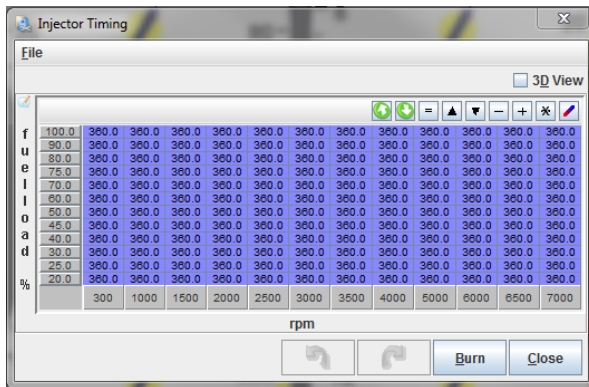 Injector Timing
File
3D View
= - + *
fuelload %
100.0 360.0 360.0 360.0 360.0 360.0 360.0 360.0 360.0 360.0 360.0 360.0 360.0
90.0 360.0 360.0 360.0 360.0 360.0 360.0 360.0 360.0 360.0 360.0 360.0 360.0
80.0 360.0 360.0 360.0 360.0 360.0 360.0 360.0 360.0 360.0 360.0 360.0 360.0
75.0 360.0 360.0 360.0 360.0 360.0 360.0 360.0 360.0 360.0 360.0 360.0 360.0
70.0 360.0 360.0 360.0 360.0 360.0 360.0 360.0 360.0 360.0 360.0 360.0 360.0
60.0 360.0 360.0 360.0 360.0 360.0 360.0 360.0 360.0 360.0 360.0 360.0 360.0
50.0 360.0 360.0 360.0 360.0 360.0 360.0 360.0 360.0 360.0 360.0 360.0 360.0
45.0 360.0 360.0 360.0 360.0 360.0 360.0 360.0 360.0 360.0 360.0 360.0 360.0
40.0 360.0 360.0 360.0 360.0 360.0 360.0 360.0 360.0 360.0 360.0 360.0 360.0
30.0 360.0 360.0 360.0 360.0 360.0 360.0 360.0 360.0 360.0 360.0 360.0 360.0
25.0 360.0 360.0 360.0 360.0 360.0 360.0 360.0 360.0 360.0 360.0 360.0 360.0
20.0 360.0 360.0 360.0 360.0 360.0 360.0 360.0 360.0 360.0 360.0 360.0 360.0
300 1000 1500 2000 2500 3000 3500 4000 5000 6000 6500 7000
rpm
Burn Close